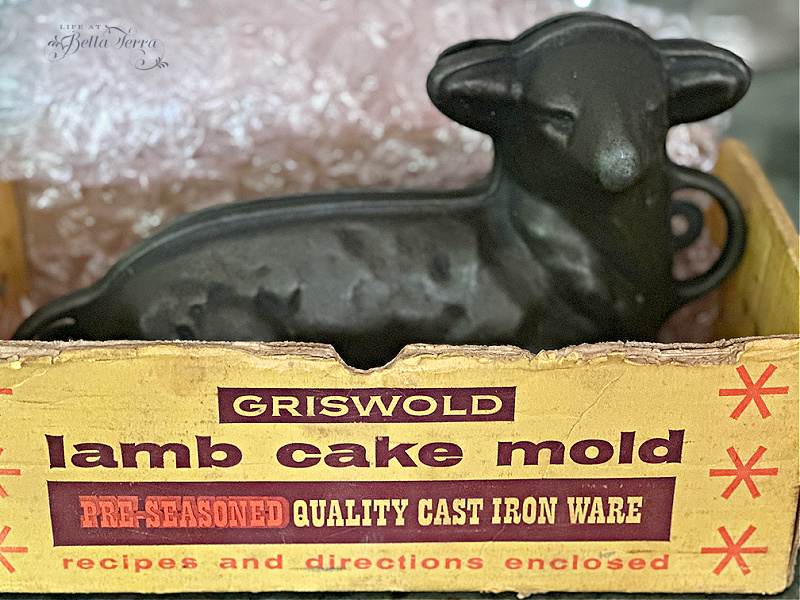 LIFE AT
Bella Terra
GRISWOLD
lamb cake mold
PRE-SEASONED QUALITY CAST IRON WARE
recipes and directions enclosed